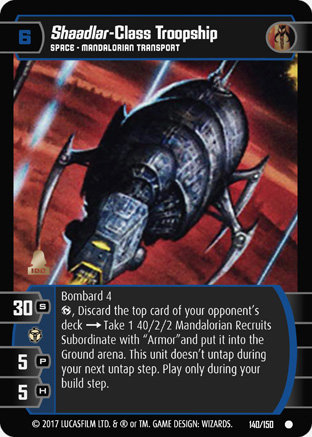 6
Shaadlar-Class Troopship
SPACE - MANDALORIAN TRANSPORT
30 S
5 P
5 H
Bombard 4
, Discard the top card of your opponent's
deck → Take 1 40/2/2 Mandalorian Recruits
Subordinate with "Armor"and put it into the
Ground arena. This unit doesn't untap during
your next untap step. Play only during your
build step.
© 2017 LUCASFILM LTD. & ® or TM. GAME DESIGN: WIZARDS.
140/150